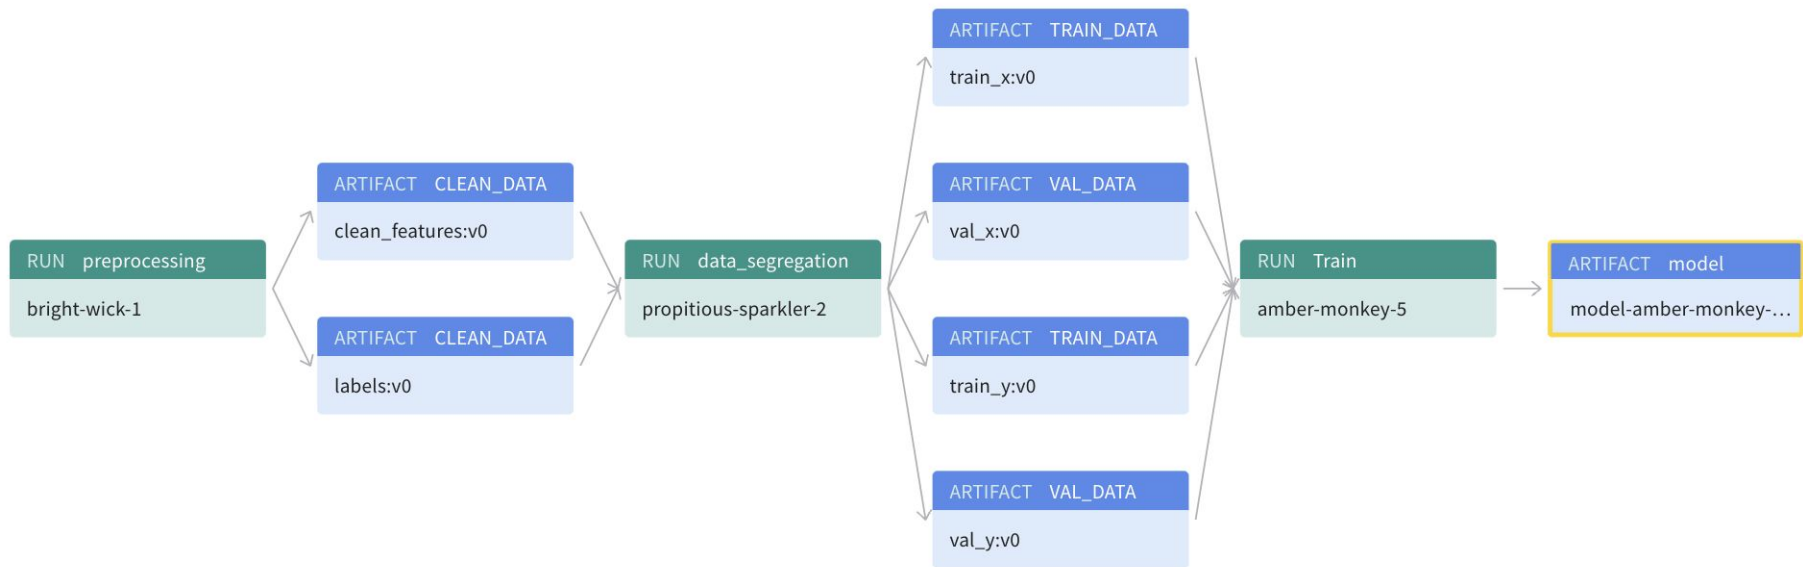 RUN preprocessing
bright-wick-1
ARTIFACT CLEAN_DATA
clean_features:v0
ARTIFACT CLEAN_DATA
labels:v0
RUN data_segregation
propitious-sparkler-2
ARTIFACT TRAIN_DATA
train_x:v0
ARTIFACT VAL_DATA
val_x:v0
ARTIFACT TRAIN_DATA
train_y:v0
ARTIFACT VAL_DATA
val_y:v0
RUN Train
amber-monkey-5
ARTIFACT model
model-amber-monkey-...